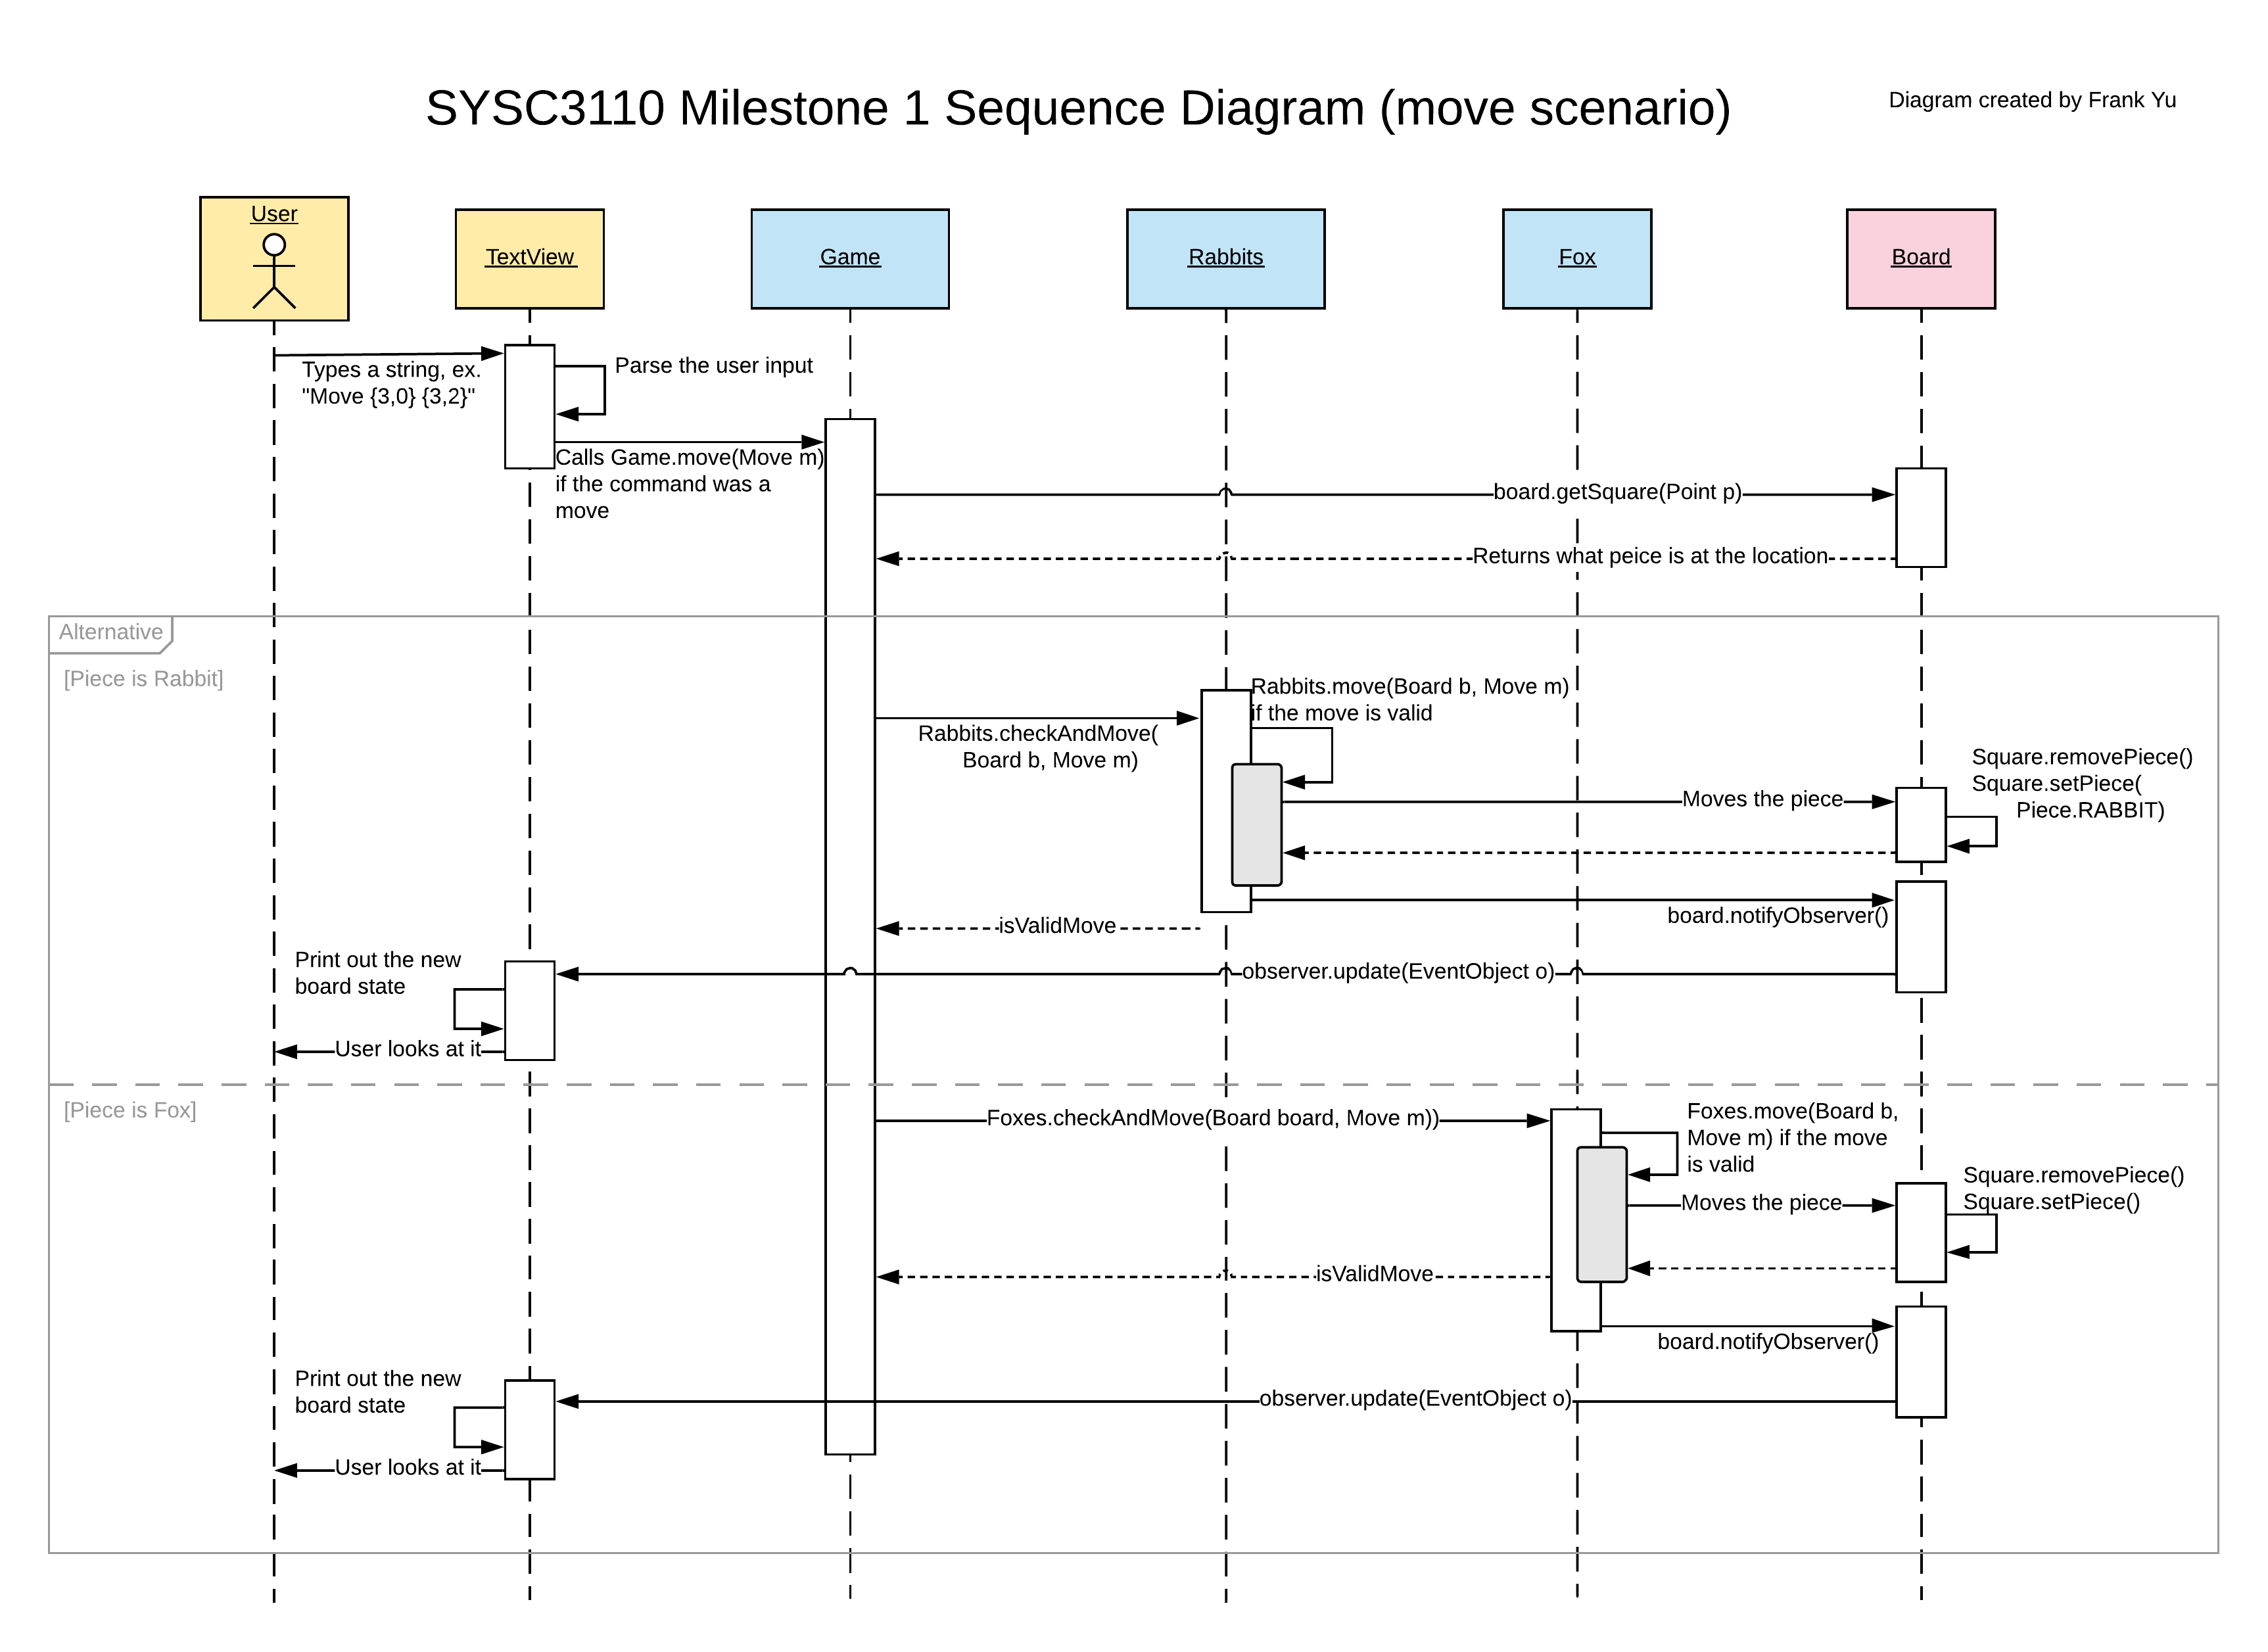 SYSC3110 Milestone 1 Sequence Diagram (move scenario)
Diagram created by Frank Yu
User
TextView
Game
Rabbits
Fox
Board
Types a string, ex.
"Move {3,0} {3,2}"
Parse the user input
Calls Game.move(Move m)
if the command was a
move
board.getSquare(Point p)
Returns what peice is at the location
Alternative
[Piece is Rabbit]
Rabbits.move(Board b, Move m)
if the move is valid
Rabbits.checkAndMove(
Board b, Move m)
Square.removePiece()
Square.setPiece(
Piece.RABBIT)
Moves the piece
board.notifyObserver()
isValidMove
Print out the new
board state
observer.update(EventObject o)
User looks at it
[Piece is Fox]
Foxes.checkAndMove(Board board, Move m))
Foxes.move(Board b,
Move m) if the move
is valid
Square.removePiece()
Square.setPiece()
Moves the piece
isValidMove
board.notifyObserver()
Print out the new
board state
observer.update(EventObject o)
User looks at it